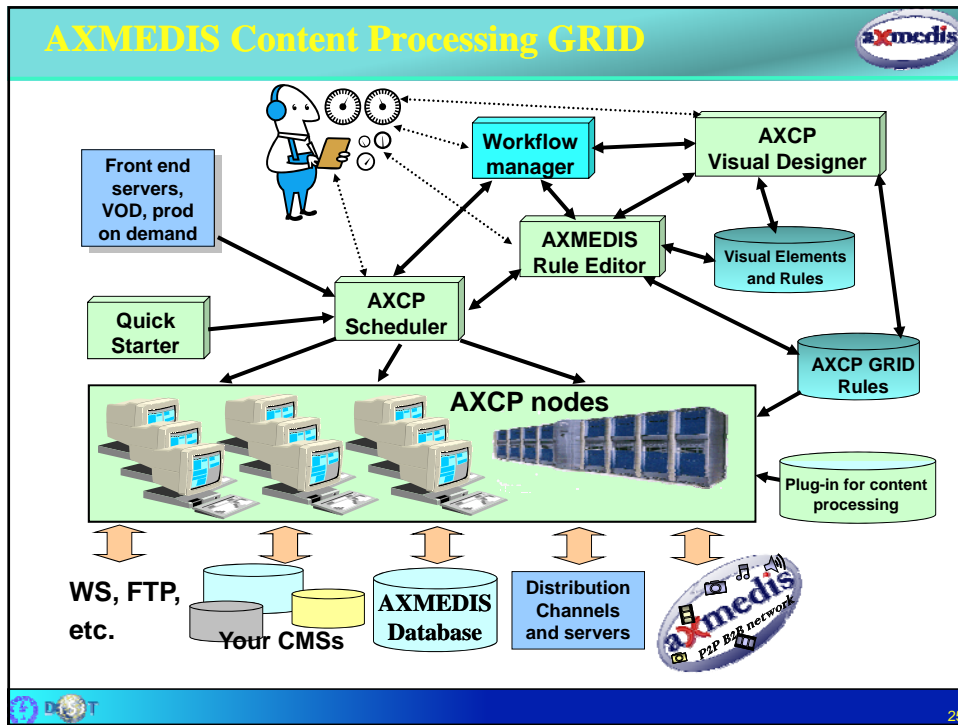 AXMEDIS Content Processing GRID
axmedis
Front end
servers,
VOD, prod
on demand
Workflow
manager
AXCP
Visual Designer
AXMEDIS
Rule Editor
Visual Elements
and Rules
Quick
Starter
AXCP
Scheduler
AXCP GRID
Rules
AXCP nodes
Plug-in for content
processing
WS, FTP,
etc.
Your CMSs
AXMEDIS
Database
Distribution
Channels
and servers
axmedis
P2P B2B network
DISIT